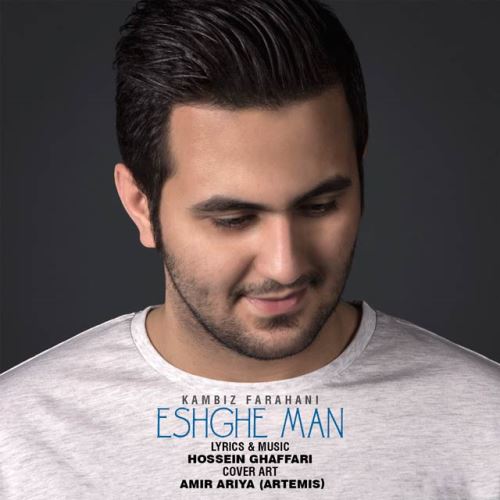 KAMBIZ FARAHANI
ESHGHE MAN
LYRICS & MUSIC
HOSSEIN GHAFFARI
COVER ART
AMIR ARIYA (ARTEMIS)